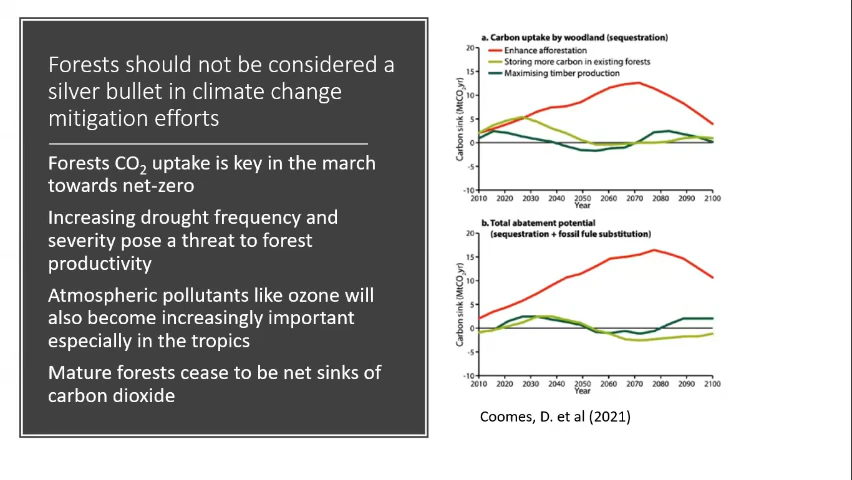 Forests should not be considered a
silver bullet in climate change
mitigation efforts
Forests CO₂ uptake is key in the march
towards net-zero
Increasing drought frequency and
severity pose a threat to forest
productivity
Atmospheric pollutants like ozone will
also become increasingly important
especially in the tropics
Mature forests cease to be net sinks of
carbon dioxide
a. Carbon uptake by woodland (sequestration)
Enhance afforestation
Storing more carbon in existing forests
Maximising timber production
Carbon sink (MtCO₂yr)
20
15
10
5
0
-5
-10
2010 2020 2030 2040 2050 2060 2070 2080 2090 2100
Year
b. Total abatement potential
(sequestration + fossil fule substitution)
Carbon sink (MtCO₂yr)
20
15
10
5
0
-5
-10
2010 2020 2030 2040 2050 2060 2070 2080 2090 2100
Year
Coomes, D. et al (2021)